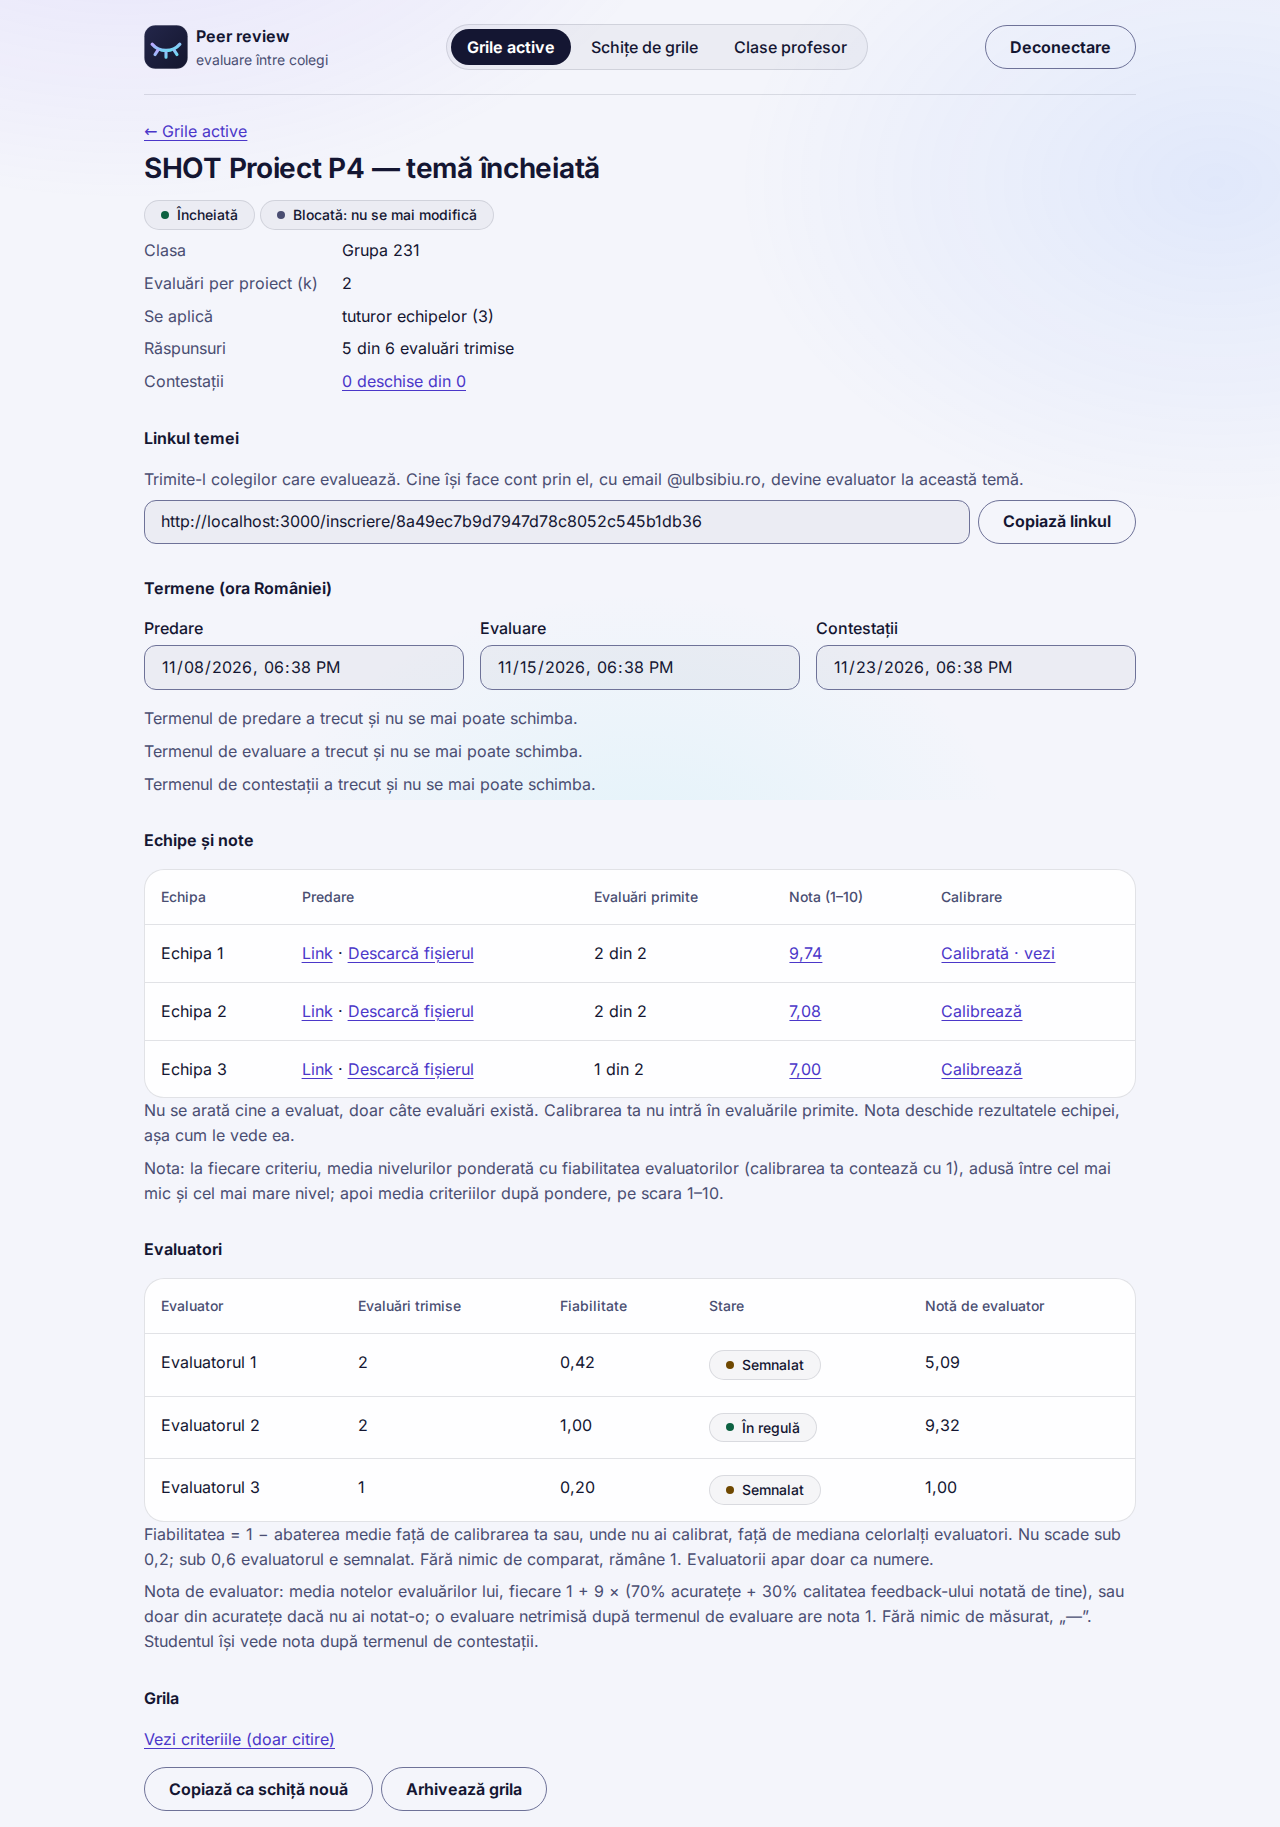 Peer review
evaluare între colegi
Grile active
Schițe de grile
Clase profesor
Deconectare
← Grile active
SHOT Proiect P4 — temă încheiată
Încheiată
Blocată: nu se mai modifică
Clasa Grupa 231
Evaluări per proiect (k) 2
Se aplică tuturor echipelor (3)
Răspunsuri 5 din 6 evaluări trimise
Contestații 0 deschise din 0
Linkul temei
Trimite-l colegilor care evaluează. Cine își face cont prin el, cu email @ulbsibiu.ro, devine evaluator la această temă.
http://localhost:3000/inscriere/8a49ec7b9d7947d78c8052c545b1db36
Copiază linkul
Termene (ora României)
Predare Evaluare Contestații
11/08/2026, 06:38 PM 11/15/2026, 06:38 PM 11/23/2026, 06:38 PM
Termenul de predare a trecut și nu se mai poate schimba.
Termenul de evaluare a trecut și nu se mai poate schimba.
Termenul de contestații a trecut și nu se mai poate schimba.
Echipe și note
Echipa Predare Evaluări primite Nota (1–10) Calibrare
Echipa 1 Link · Descarcă fișierul 2 din 2 9,74 Calibrată · vezi
Echipa 2 Link · Descarcă fișierul 2 din 2 7,08 Calibrează
Echipa 3 Link · Descarcă fișierul 1 din 2 7,00 Calibrează
Nu se arată cine a evaluat, doar câte evaluări există. Calibrarea ta nu intră în evaluările primite. Nota deschide rezultatele echipei,
așa cum le vede ea.
Nota: la fiecare criteriu, media nivelurilor ponderată cu fiabilitatea evaluatorilor (calibrarea ta contează cu 1), adusă între cel mai
mic și cel mai mare nivel; apoi media criteriilor după pondere, pe scara 1–10.
Evaluatori
Evaluator Evaluări trimise Fiabilitate Stare Notă de evaluator
Evaluatorul 1 2 0,42 Semnalat 5,09
Evaluatorul 2 2 1,00 În regulă 9,32
Evaluatorul 3 1 0,20 Semnalat 1,00
Fiabilitatea = 1 − abaterea medie față de calibrarea ta sau, unde nu ai calibrat, față de mediana celorlalți evaluatori. Nu scade sub
0,2; sub 0,6 evaluatorul e semnalat. Fără nimic de comparat, rămâne 1. Evaluatorii apar doar ca numere.
Nota de evaluator: media notelor evaluărilor lui, fiecare 1 + 9 × (70% acuratețe + 30% calitatea feedback-ului notată de tine), sau
doar din acuratețe dacă nu ai notat-o; o evaluare netrimisă după termenul de evaluare are nota 1. Fără nimic de măsurat, „—”.
Studentul își vede nota după termenul de contestații.
Grila
Vezi criteriile (doar citire)
Copiază ca schiță nouă
Arhivează grila